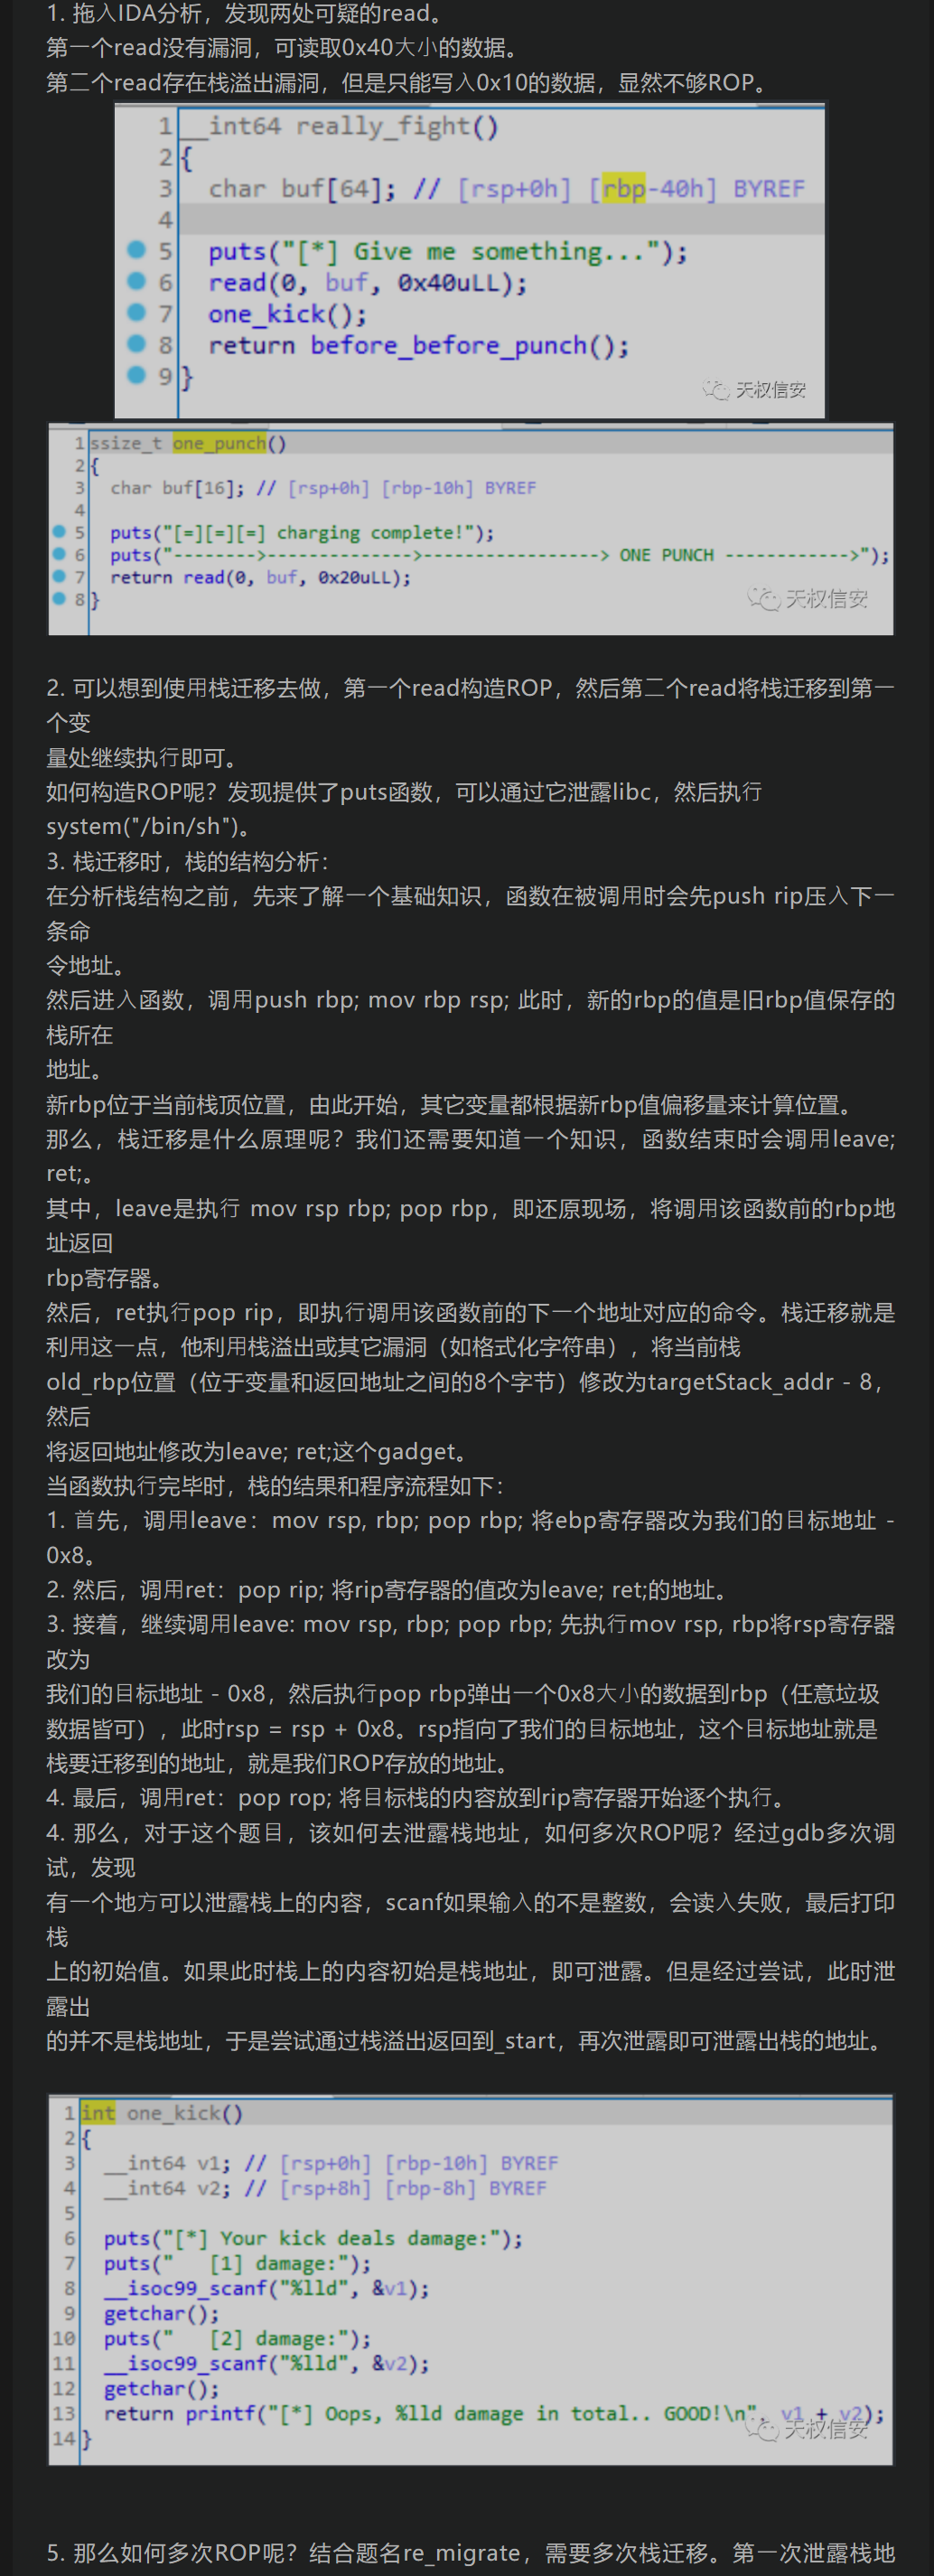 1. 拖入IDA分析，发现两处可疑的read。
第一个read没有漏洞，可读取0x40大小的数据。
第二个read存在栈溢出漏洞，但是只能写入0x10的数据，显然不够ROP。
1 __int64 really_fight()
2 {
3 char buf[64]; // [rsp+0h] [rbp-40h] BYREF
4
5 puts("[*] Give me something...");
6 read(0, buf, 0x40uLL);
7 one_kick();
8 return before_before_punch();
9 }
天权信安
1 ssize_t one_punch()
2 {
3 char buf[16]; // [rsp+0h] [rbp-10h] BYREF
4
5 puts("[=][=][=] charging complete!");
6 puts("-------->-------------->-----------------> ONE PUNCH ------------>");
7 return read(0, buf, 0x20uLL);
8 }
天权信安
2. 可以想到使用栈迁移去做，第一个read构造ROP，然后第二个read将栈迁移到第一
个变
量处继续执行即可。
如何构造ROP呢？发现提供了puts函数，可以通过它泄露libc，然后执行
system("/bin/sh")。
3. 栈迁移时，栈的结构分析：
在分析栈结构之前，先来了解一个基础知识，函数在被调用时会先push rip压入下一
条命
令地址。
然后进入函数，调用push rbp; mov rbp rsp; 此时，新的rbp的值是旧rbp值保存的
栈所在
地址。
新rbp位于当前栈顶位置，由此开始，其它变量都根据新rbp值偏移量来计算位置。
那么，栈迁移是什么原理呢？我们还需要知道一个知识，函数结束时会调用leave;
ret;。
其中，leave是执行 mov rsp rbp; pop rbp，即还原现场，将调用该函数前的rbp地
址返回
rbp寄存器。
然后，ret执行pop rip，即执行调用该函数前的下一个地址对应的命令。栈迁移就是
利用这一点，他利用栈溢出或其它漏洞（如格式化字符串），将当前栈
old_rbp位置（位于变量和返回地址之间的8个字节）修改为targetStack_addr - 8，
然后
将返回地址修改为leave; ret;这个gadget。
当函数执行完毕时，栈的结果和程序流程如下：
1. 首先，调用leave：mov rsp, rbp; pop rbp; 将ebp寄存器改为我们的目标地址 -
0x8。
2. 然后，调用ret：pop rip; 将rip寄存器的值改为leave; ret;的地址。
3. 接着，继续调用leave: mov rsp, rbp; pop rbp; 先执行mov rsp, rbp将rsp寄存器
改为
我们的目标地址 - 0x8，然后执行pop rbp弹出一个0x8大小的数据到rbp（任意垃圾
数据皆可），此时rsp = rsp + 0x8。rsp指向了我们的目标地址，这个目标地址就是
栈要迁移到的地址，就是我们ROP存放的地址。
4. 最后，调用ret：pop rop; 将目标栈的内容放到rip寄存器开始逐个执行。
4. 那么，对于这个题目，该如何去泄露栈地址，如何多次ROP呢？经过gdb多次调
试，发现
有一个地方可以泄露栈上的内容，scanf如果输入的不是整数，会读入失败，最后打印
栈
上的初始值。如果此时栈上的内容初始是栈地址，即可泄露。但是经过尝试，此时泄
露出
的并不是栈地址，于是尝试通过栈溢出返回到_start，再次泄露即可泄露出栈的地址。
1 int one_kick()
2 {
3 __int64 v1; // [rsp+0h] [rbp-10h] BYREF
4 __int64 v2; // [rsp+8h] [rbp-8h] BYREF
5
6 puts("[*] Your kick deals damage:");
7 puts("   [1] damage:");
8 __isoc99_scanf("%lld", &v1);
9 getchar();
10 puts("   [2] damage:");
11 __isoc99_scanf("%lld", &v2);
12 getchar();
13 return printf("[*] Oops, %lld damage in total.. GOOD!\n", v1 + v2);
14 }
天权信安
5. 那么如何多次ROP呢？结合题名re_migrate，需要多次栈迁移。第一次泄露栈地